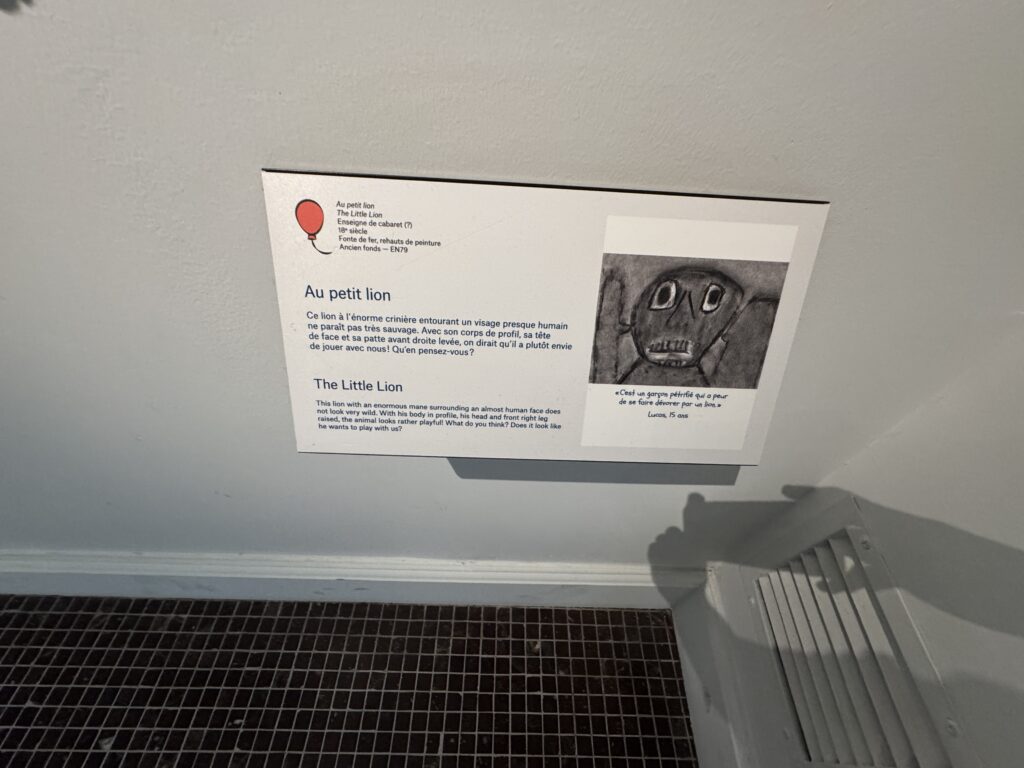 Au petit lion
The Little Lion
Enseigne de cabaret (?)
18e siècle
Fonte de fer, rehauts de peinture
Ancien fonds — EN79
Au petit lion
Ce lion à l'énorme crinière entourant un visage presque humain
ne paraît pas très sauvage. Avec son corps de profil, sa tête
de face et sa patte avant droite levée, on dirait qu'il a plutôt envie
de jouer avec nous! Qu'en pensez-vous?
The Little Lion
This lion with an enormous mane surrounding an almost human face does
not look very wild. With his body in profile, his head and front right leg
raised, the animal looks rather playful! What do you think? Does it look like
he wants to play with us?
«C'est un garçon pétrifié qui a peur
de se faire dévorer par un lion.»
Lucas, 15 ans